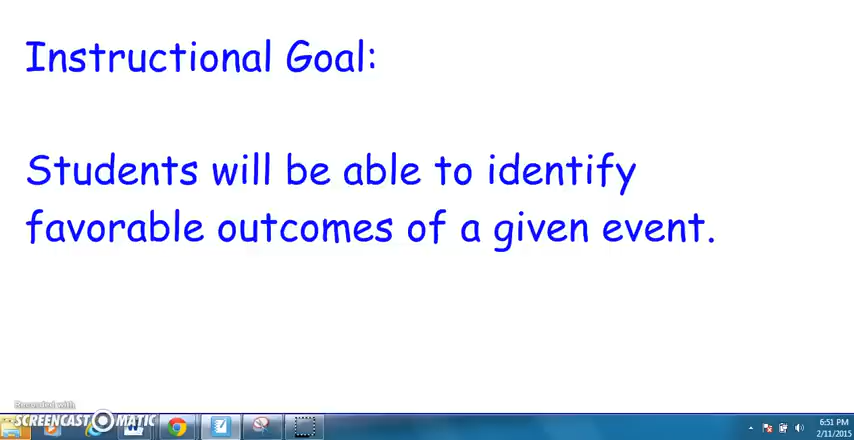 Instructional Goal:
Students will be able to identify
favorable outcomes of a given event.
Recorded with
SCREENCAST MATIC
6:51 PM
2/11/2015